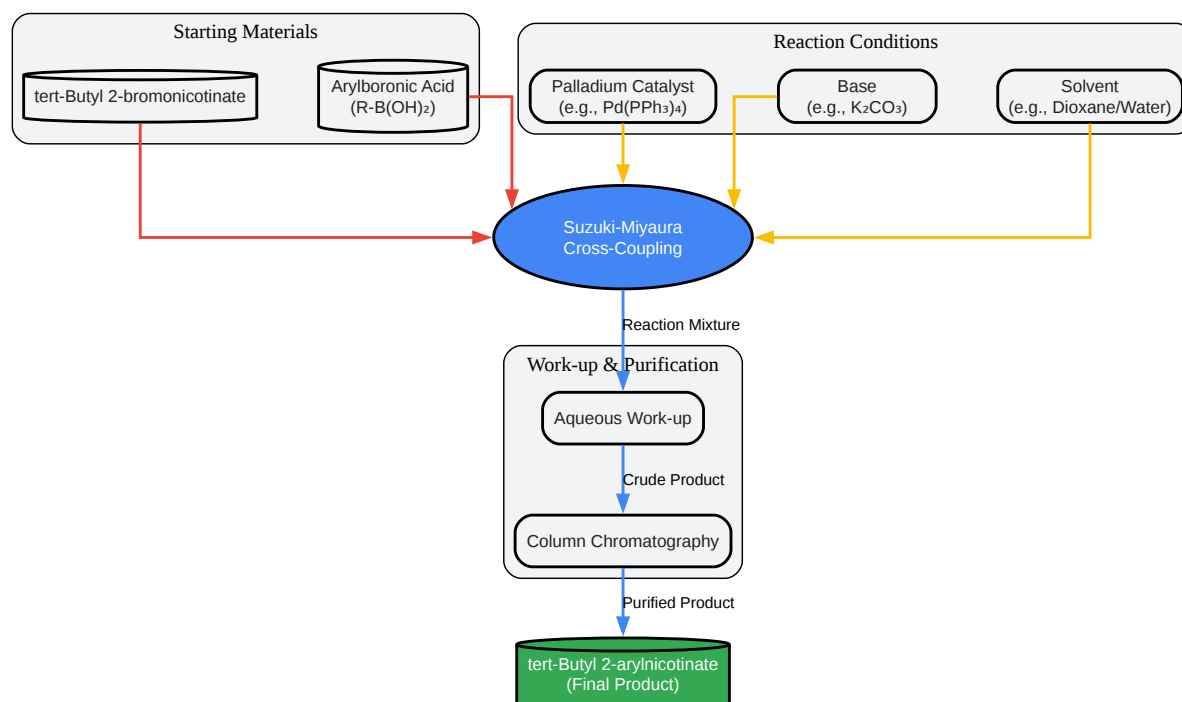 Starting Materials
Reaction Conditions
tert-Butyl 2-bromonicotinate
Arylboronic Acid
(R-B(OH)₂)
Palladium Catalyst
(e.g., Pd(PPh₃)₄)
Base
(e.g., K₂CO₃)
Solvent
(e.g., Dioxane/Water)
Suzuki-Miyaura
Cross-Coupling
Reaction Mixture
Work-up & Purification
Aqueous Work-up
Crude Product
Column Chromatography
Purified Product
tert-Butyl 2-arylnicotinate
(Final Product)